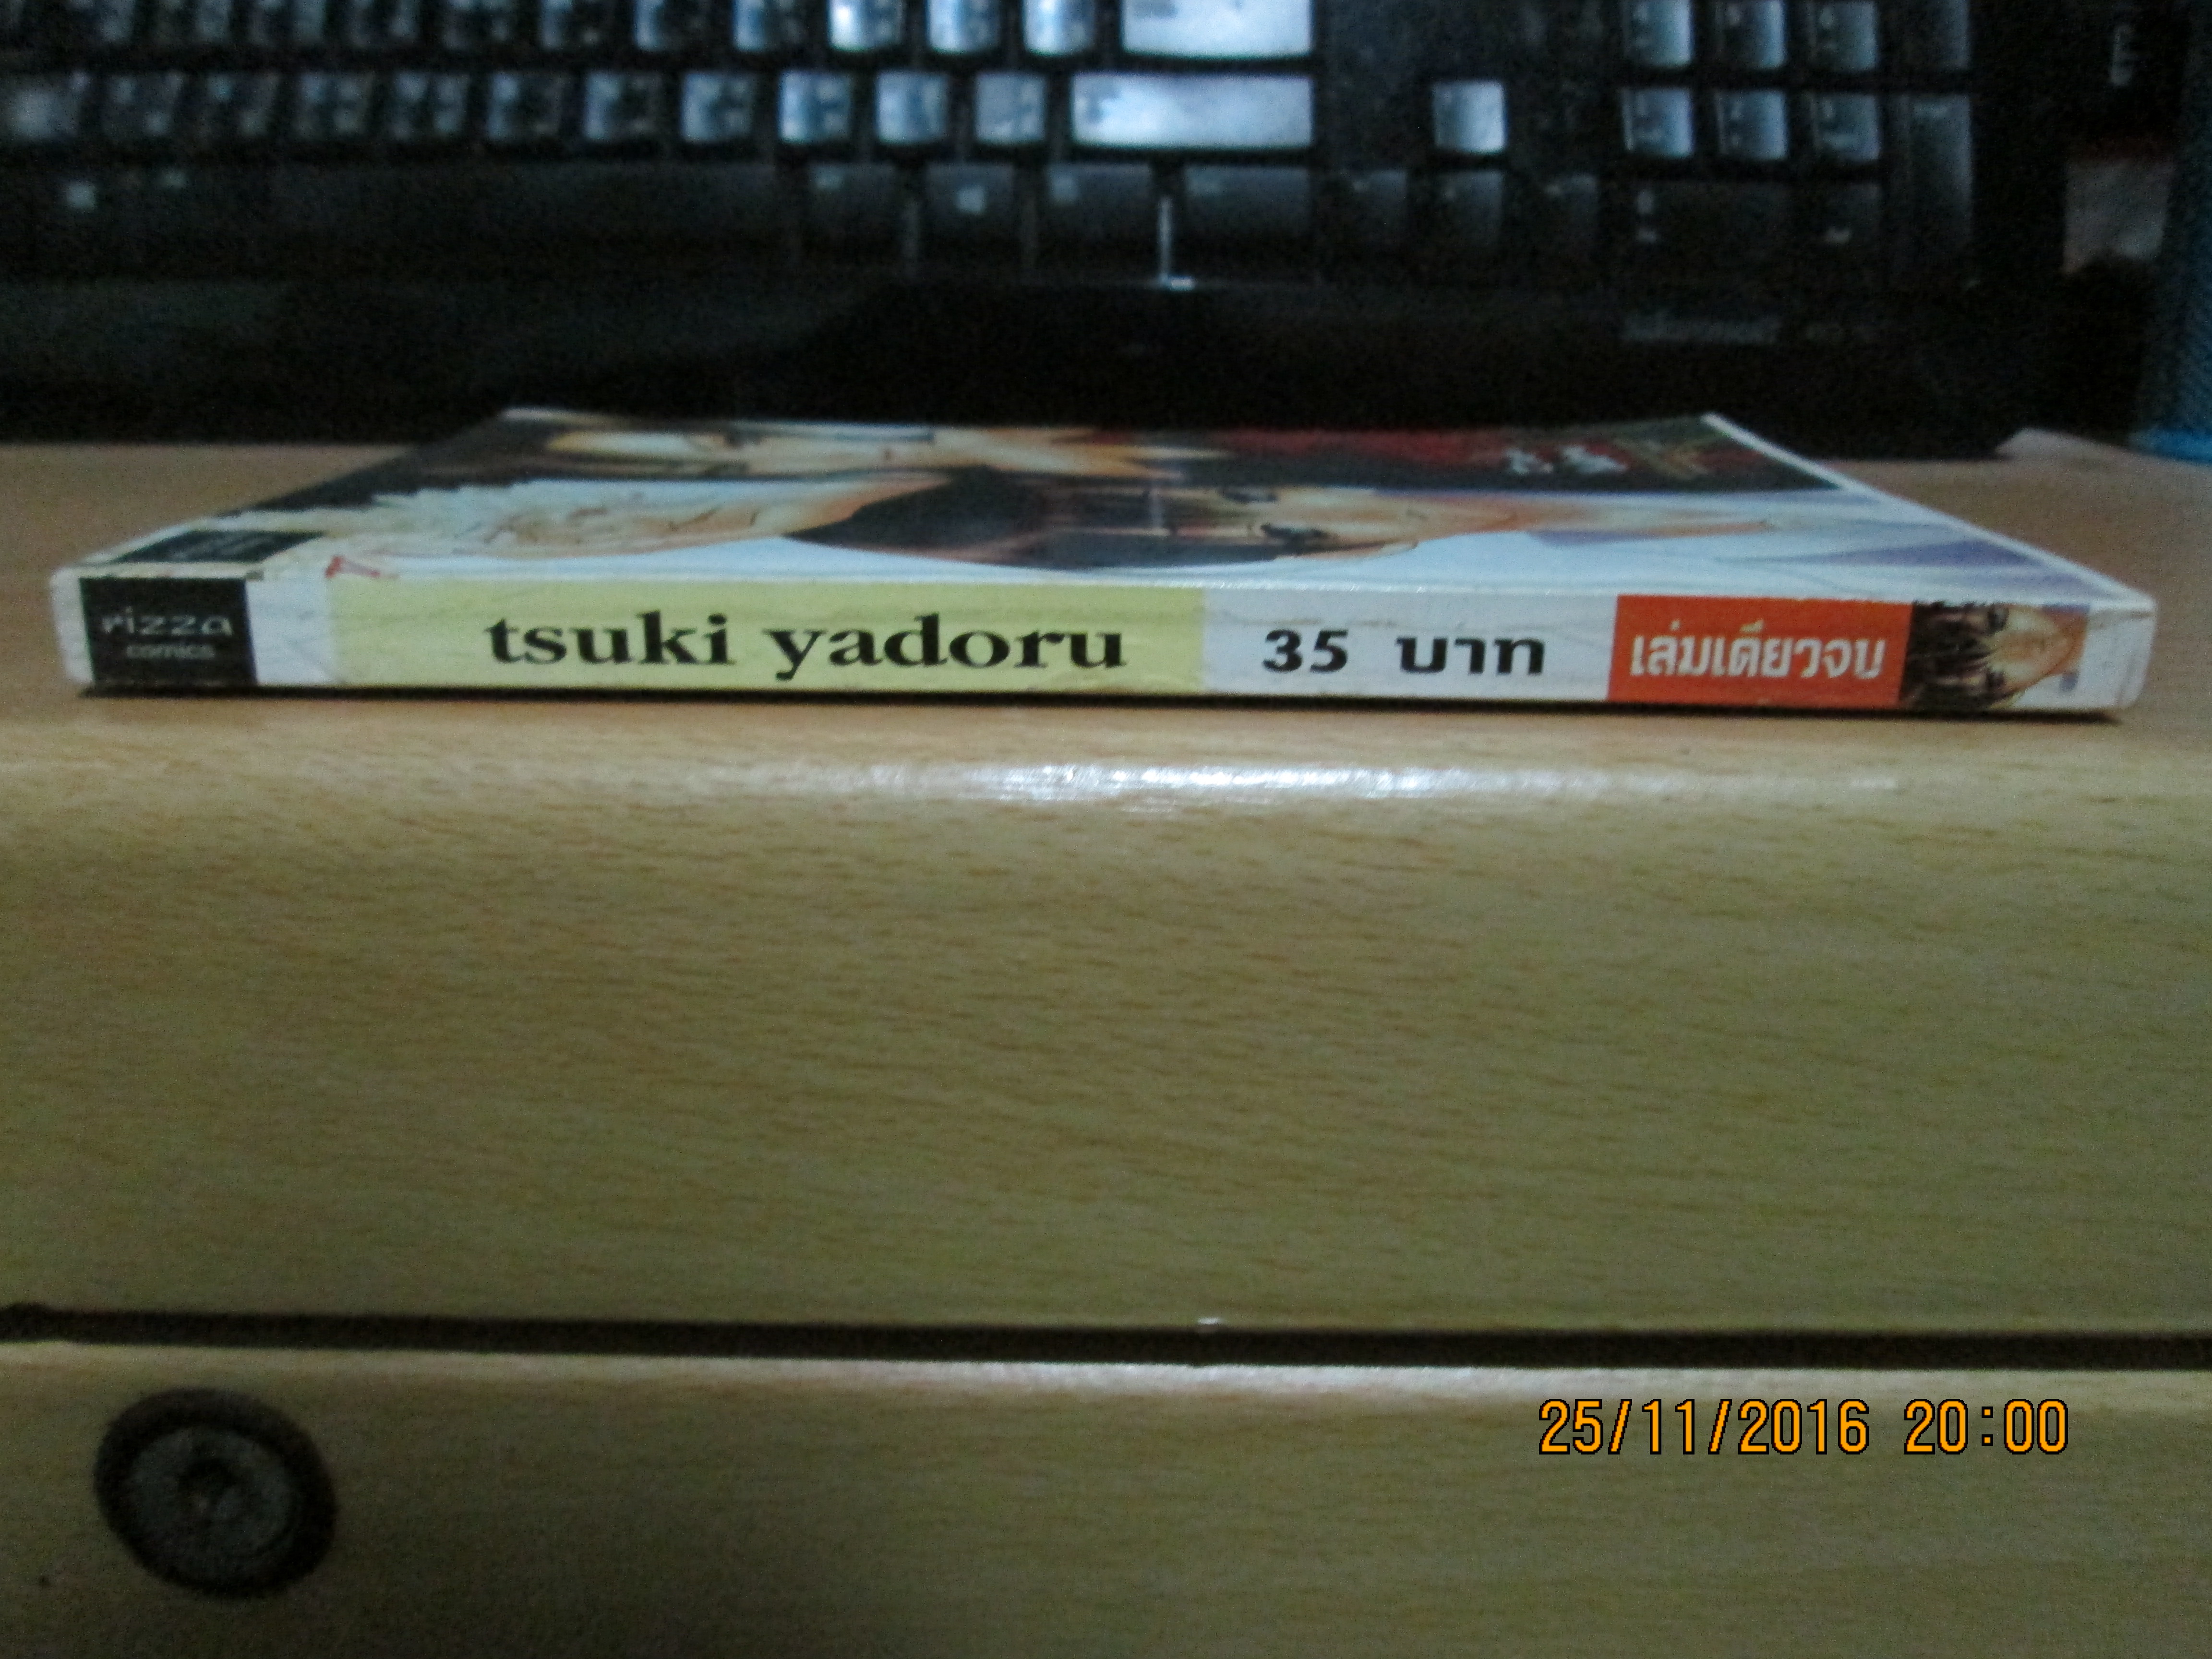 rizza
comics
tsuki yadoru
35 บาท
เล่มเดียวจบ
25/11/2016 20:00